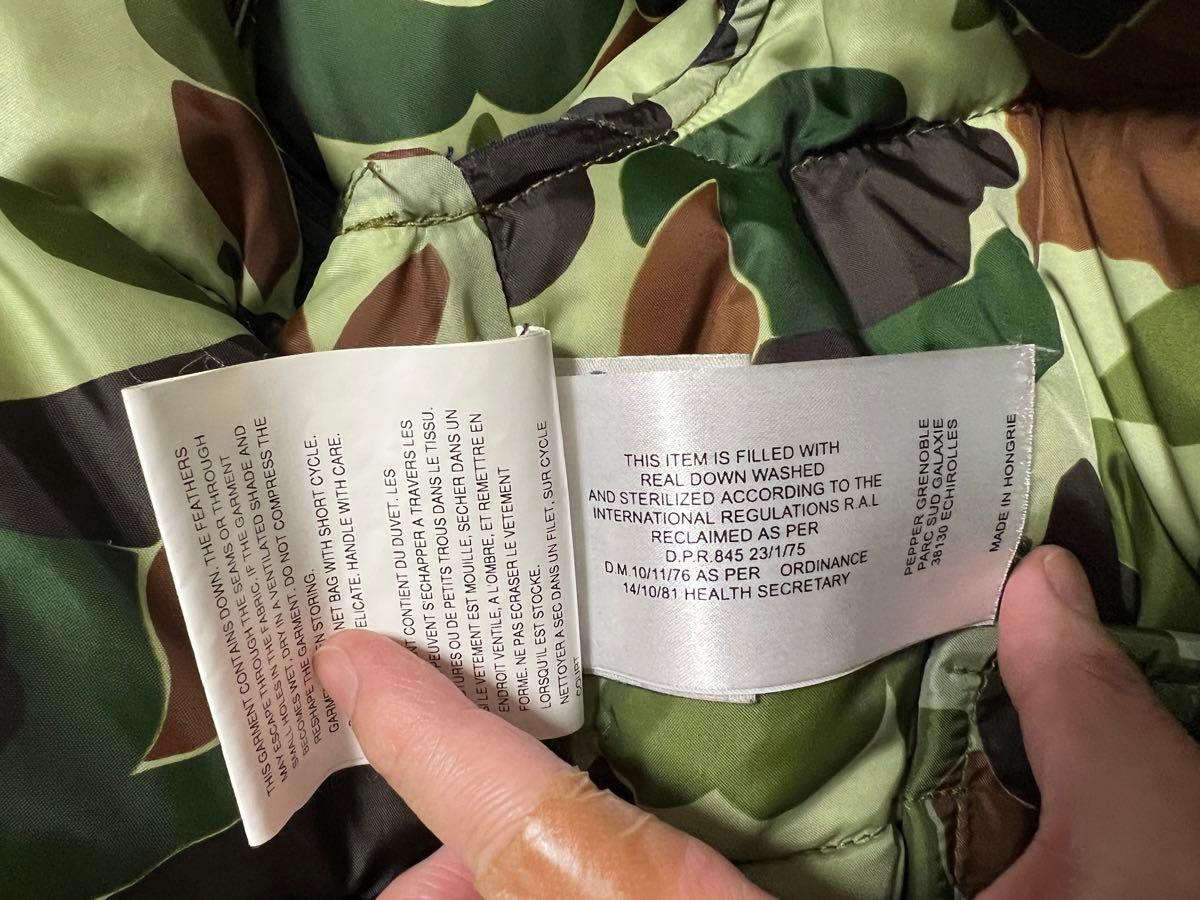 THIS GARMENT CONTAINS DOWN. THE FEATHERS
MAY ESCAPE THROUGH THE SEAMS OR THROUGH
SMALL HOLES IN THE FABRIC. IF THE GARMENT
BECOMES WET, DRY IN A VENTILATED SHADE AND
RESHAPE THE GARMENT. DO NOT COMPRESS THE
EN STORING.
NET BAG WITH SHORT CYCLE.
ELICATE. HANDLE WITH CARE.
CONTIENT DU DUVET. LES
PEUVENT SECHAPPER A TRAVERS LES
URES OU DE PETITS TROUS DANS LE TISSU.
SI LE VETEMENT EST MOUILLE, SECHER DANS UN
ENDROIT VENTILE, A L'OMBRE, ET REMETTRE EN
FORME. NE PAS ECRASER LE VETEMENT
LORSQU'IL EST STOCKE.
NETTOYER A SEC DANS UN FILET, SUR CYCLE
COURT
THIS ITEM IS FILLED WITH
REAL DOWN WASHED
AND STERILIZED ACCORDING TO THE
INTERNATIONAL REGULATIONS R.A.L
RECLAIMED AS PER
D.P.R.845 23/1/75
D.M.10/11/76 AS PER ORDINANCE
14/10/81 HEALTH SECRETARY
PEPPER GRENOBLE
PARC SUD GALAXIE
38130 ECHIROLLES
MADE IN HONGRIE